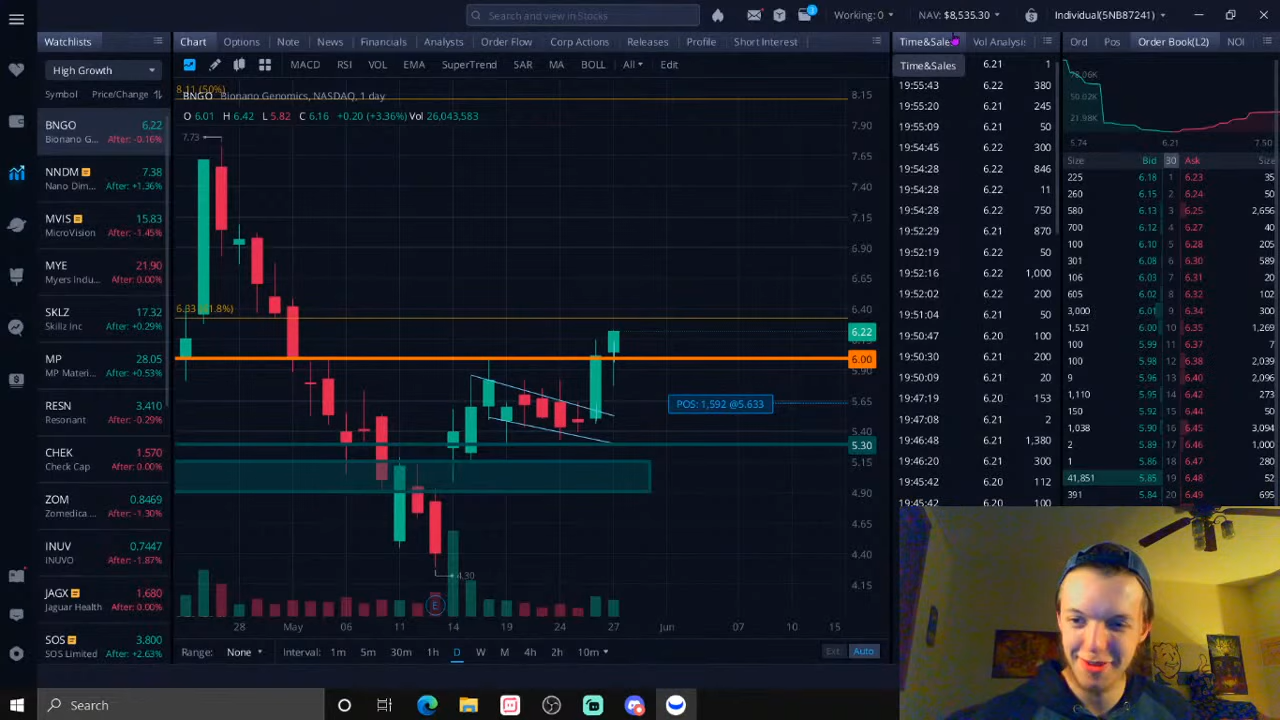 Search and view in Stocks
3
Working: 0
NAV: $8,535.30
Individual(5NB87241)
Watchlists
Chart Options Note News Financials Analysts Order Flow Corp Actions Releases Profile Short Interest
Time&Sales Vol Analysis
Ord Pos Order Book(L2) NOI
High Growth
MACD RSI VOL EMA SuperTrend SAR MA BOLL All Edit
Symbol Price/Change
BNGO 6.22
Bionano G... After: -0.16%
NNDM 7.38
Nano Dim... After: +1.36%
MVIS 15.83
MicroVision After: -1.45%
MYE 21.90
Myers Indu... After: 0.00%
SKLZ 17.32
Skillz Inc After: +0.29%
MP 28.05
MP Materi... After: +0.53%
RESN 3.410
Resonant After: -0.29%
CHEK 1.570
Check Cap After: 0.00%
ZOM 0.8469
Zomedica ... After: -1.30%
INUV 0.7447
INUVO After: -1.87%
JAGX 1.680
Jaguar Health After: 0.00%
SOS 3.800
SOS Limited After: +2.63%
8.11 (50%)
BNGO Bionano Genomics, NASDAQ, 1 day
O 6.01 H 6.42 L 5.82 C 6.16 +0.20 (+3.36%) Vol 26,043,583
7.73
POS: 1,592 @5.633
4.30
E
8.15
7.65
7.40
7.15
6.90
6.65
6.40
6.22
6.00
5.90
5.65
5.40
5.30
5.15
4.90
4.65
4.40
4.15
28 May 06 11 14 19 24 27 Jun 07 10 15
Range: None Interval: 1m 5m 30m 1h D W M 4h 2h 10m Ext Auto
Time&Sales
6.21 1
19:55:43 6.22 380
19:55:20 6.21 245
19:55:09 6.21 50
19:54:45 6.22 300
19:54:28 6.22 846
19:54:28 6.22 11
19:54:28 6.22 750
19:52:29 6.21 870
19:52:19 6.22 50
19:52:16 6.22 1,000
19:52:02 6.22 200
19:51:04 6.22 50
19:50:47 6.21 100
19:50:30 6.21 200
19:47:19 6.20 153
19:47:08 6.21 2
19:46:48 6.21 1,380
19:46:20 6.21 300
19:45:42 6.20 112
19:45:42 6.20 100
50.02K
21.98K
5.74 6.21 7.50
Size Bid 30 Ask Size
225 6.18 1 6.23 35
260 6.15 2 6.24 50
580 6.13 3 6.25 2,656
700 6.12 4 6.27 40
100 6.10 5 6.28 205
301 6.08 6 6.30 589
106 6.03 7 6.31 20
605 6.02 8 6.32 102
3,000 6.01 9 6.34 300
1,521 6.00 10 6.35 1,267
100 5.99 11 6.37 100
100 5.98 12 6.38 2,039
9 5.96 13 6.40 2,096
110 5.92 14 6.41 150
1,038 5.90 15 6.45 3,094
2 5.89 16 6.46 280
1 5.86 18 6.47 280
41,851 5.85 19 6.48 52
391 5.84 20 6.49 695
Search